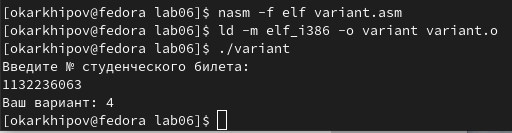 [okarkhipov@fedora lab06]$ nasm -f elf variant.asm
[okarkhipov@fedora lab06]$ ld -m elf_i386 -o variant variant.o
[okarkhipov@fedora lab06]$ ./variant
Введите № студенческого билета:
1132236063
Ваш вариант: 4
[okarkhipov@fedora lab06]$